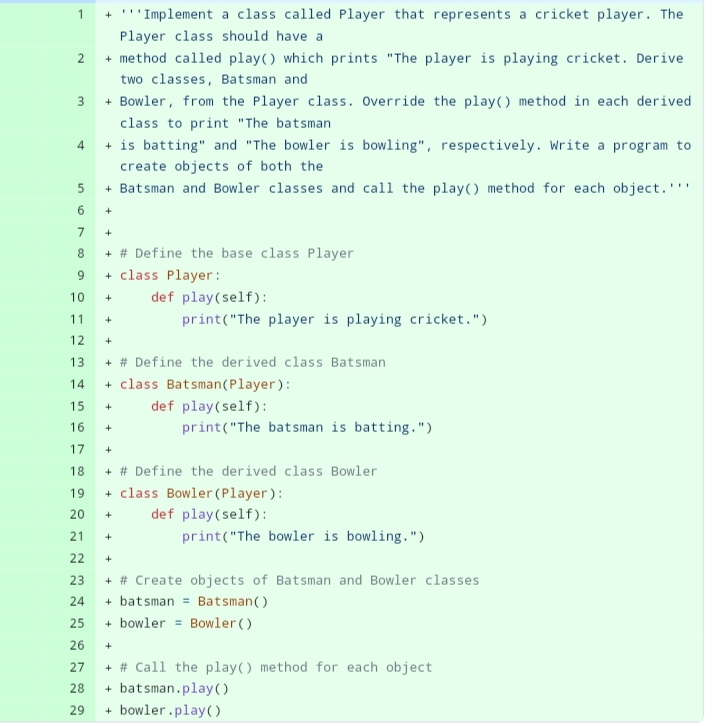 1 + '''Implement a class called Player that represents a cricket player. The
Player class should have a
2 + method called play() which prints "The player is playing cricket. Derive
two classes, Batsman and
3 + Bowler, from the Player class. Override the play() method in each derived
class to print "The batsman
4 + is batting" and "The bowler is bowling", respectively. Write a program to
create objects of both the
5 + Batsman and Bowler classes and call the play() method for each object.'''
6 +
7 +
8 + # Define the base class Player
9 + class Player:
10 +     def play(self):
11 +         print("The player is playing cricket.")
12 +
13 + # Define the derived class Batsman
14 + class Batsman(Player):
15 +     def play(self):
16 +         print("The batsman is batting.")
17 +
18 + # Define the derived class Bowler
19 + class Bowler(Player):
20 +     def play(self):
21 +         print("The bowler is bowling.")
22 +
23 + # Create objects of Batsman and Bowler classes
24 + batsman = Batsman()
25 + bowler = Bowler()
26 +
27 + # Call the play() method for each object
28 + batsman.play()
29 + bowler.play()